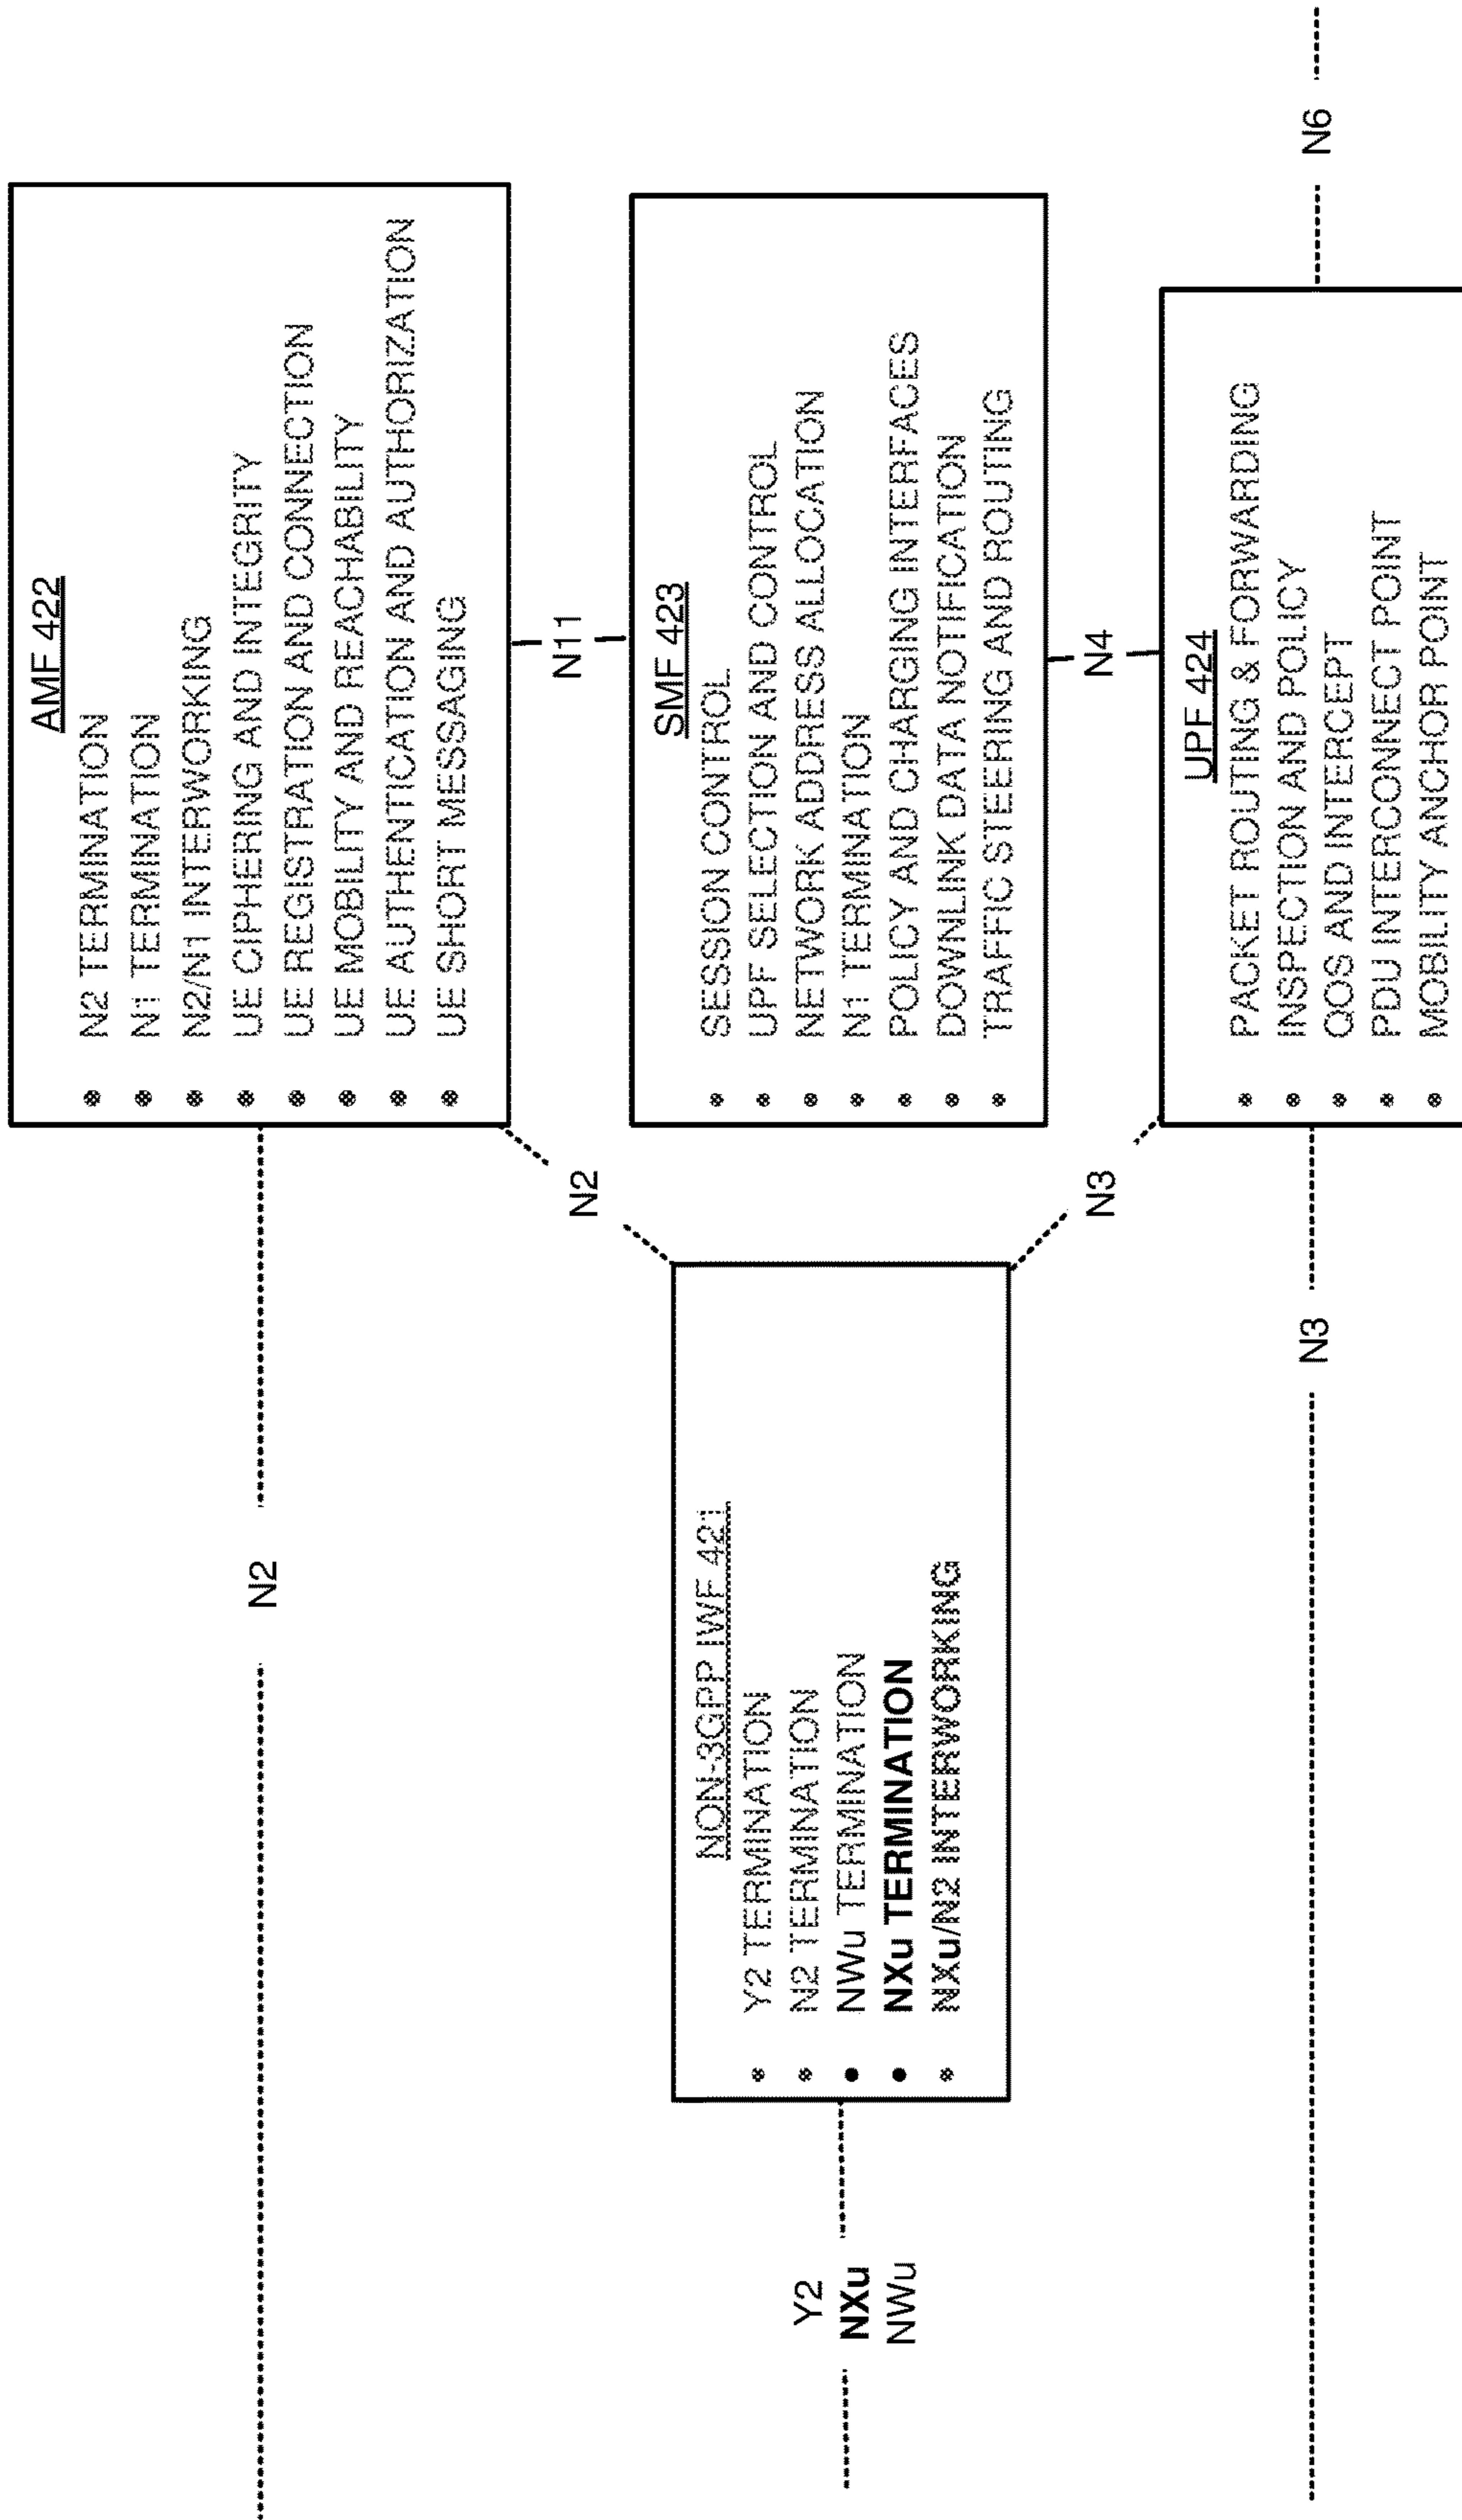 AMF 422
N2 TERMINATION
N1 TERMINATION
N2/N1 INTERWORKING
UE CIPHERING AND INTEGRITY
UE REGISTRATION AND CONNECTION
UE MOBILITY AND REACHABILITY
UE AUTHENTICATION AND AUTHORIZATION
UE SHORT MESSAGING
N2
N2
N11
SMF 423
SESSION CONTROL
UPF SELECTION AND CONTROL
NETWORK ADDRESS ALLOCATION
N1 TERMINATION
POLICY AND CHARGING INTERFACES
DOWNLINK DATA NOTIFICATION
TRAFFIC STEERING AND ROUTING
NON-3GPP IWF 421
Y2 TERMINATION
N2 TERMINATION
NWu TERMINATION
NXu TERMINATION
NXu/N2 INTERWORKING
Y2
NXu
NWu
N3
N4
UPF 424
PACKET ROUTING & FORWARDING
INSPECTION AND POLICY
QOS AND INTERCEPT
PDU INTERCONNECT POINT
MOBILITY ANCHOR POINT
N3
N6